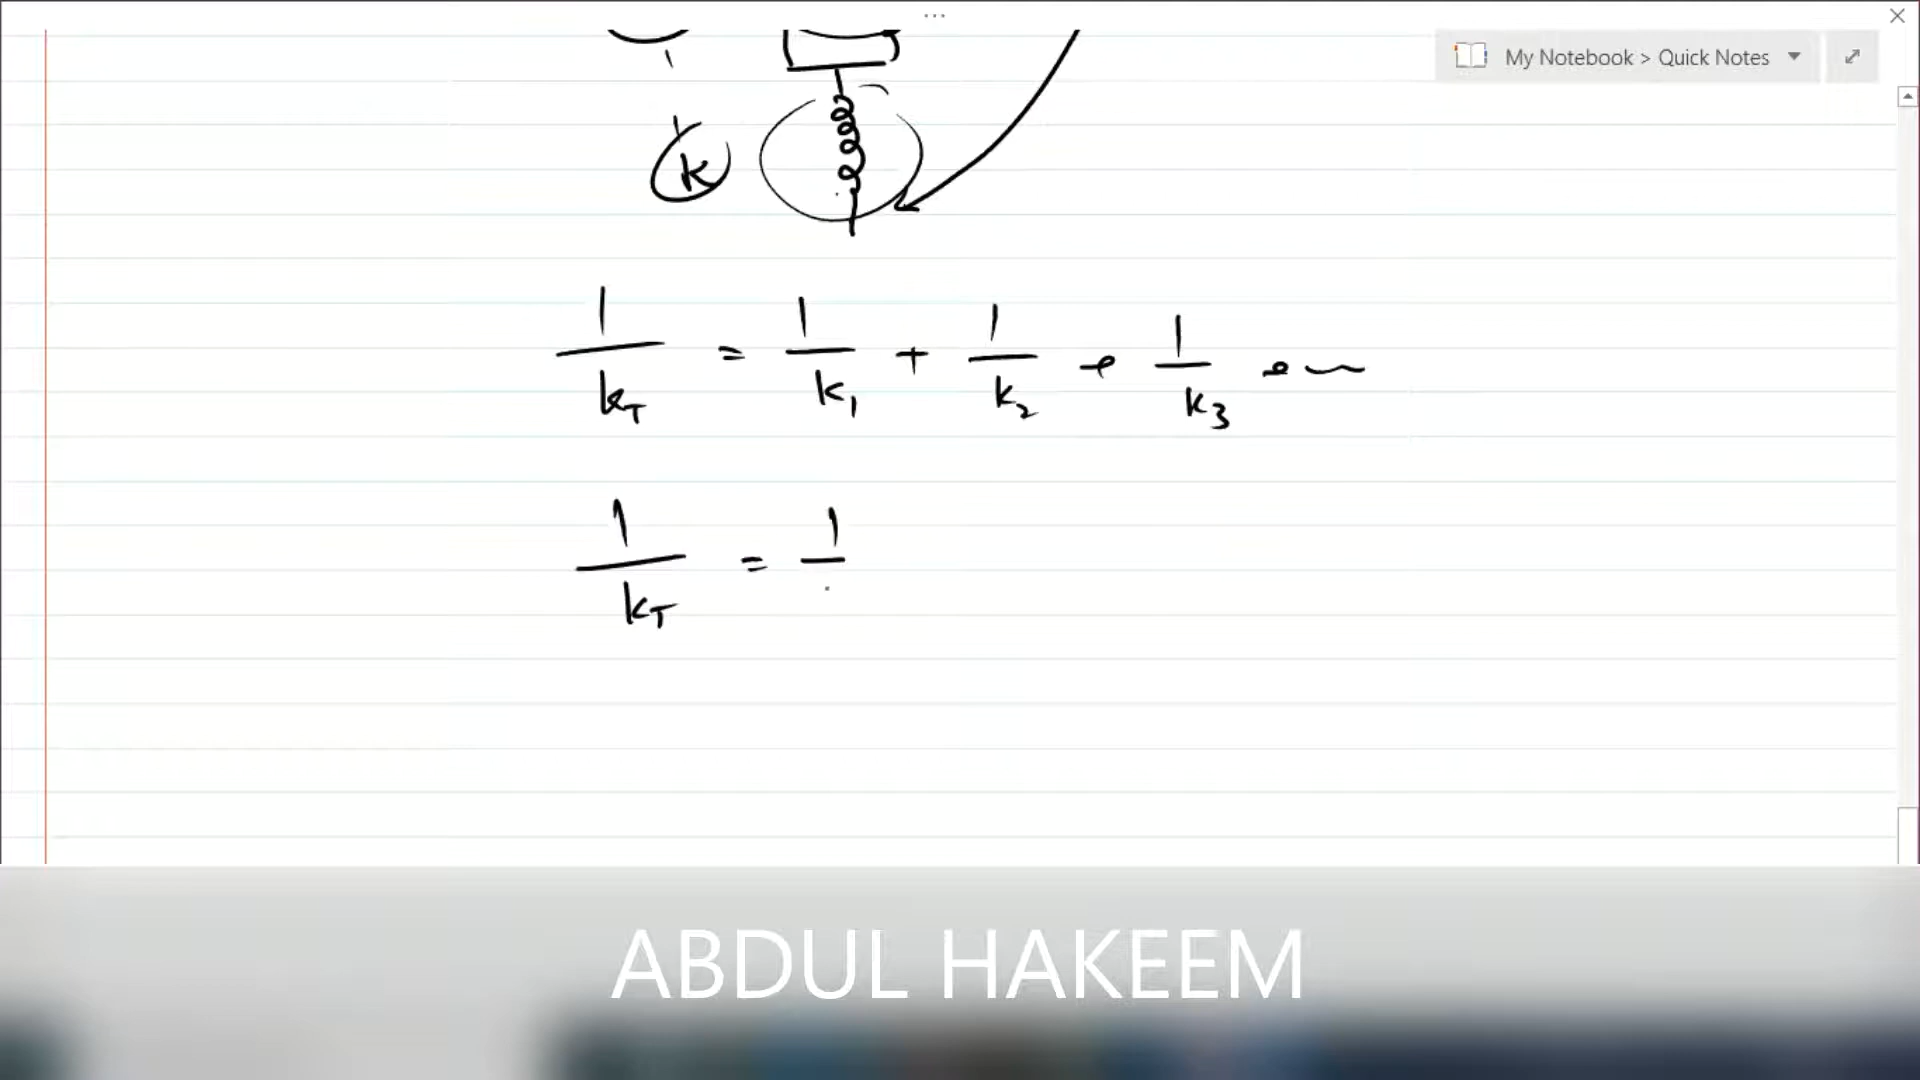 My Notebook > Quick Notes
k
1/k_T = 1/k_1 + 1/k_2 + 1/k_3 +
1/k_T = 1/
ABDUL HAKEEM